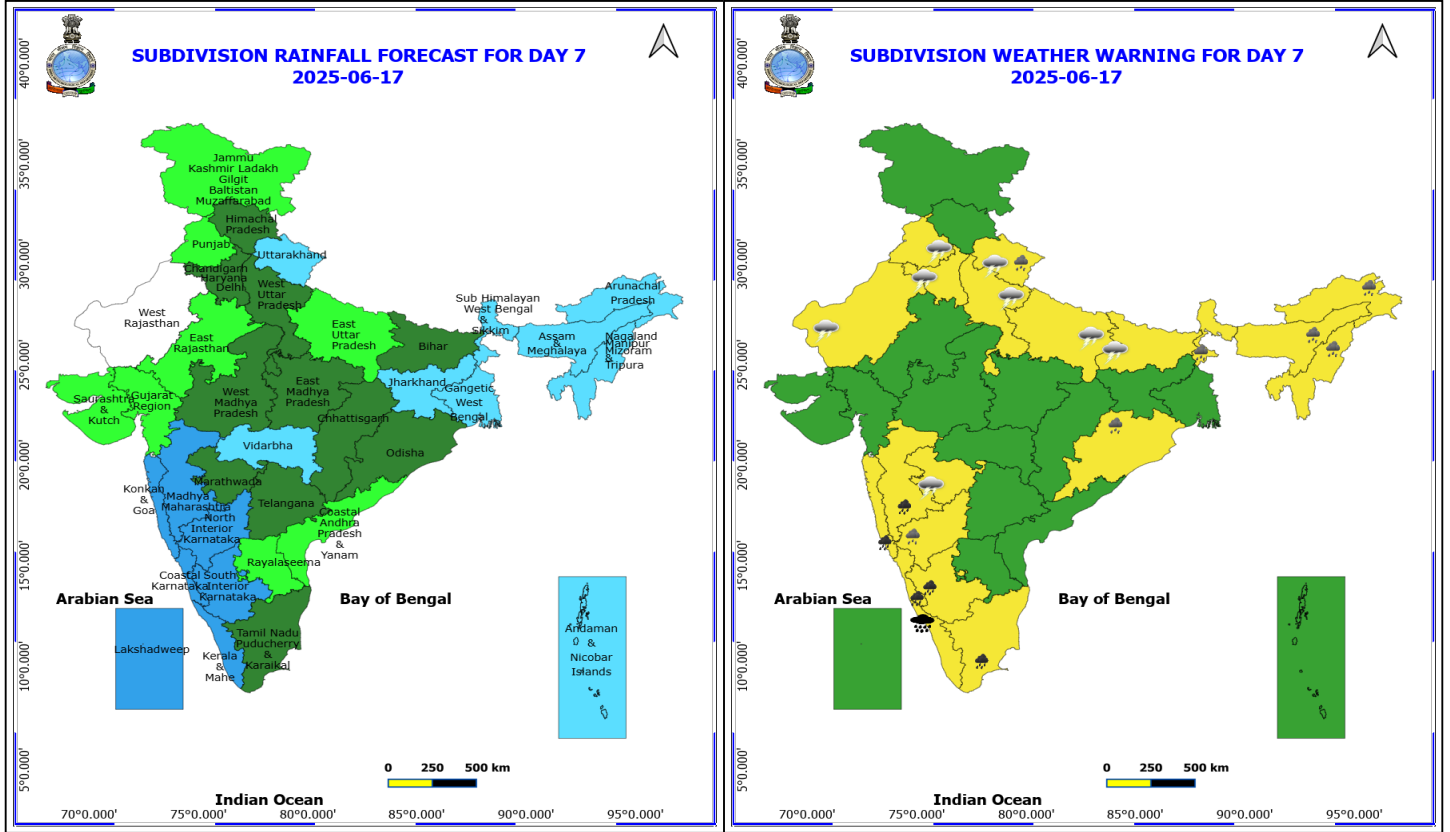 SUBDIVISION RAINFALL FORECAST FOR DAY 7
2025-06-17
40°0.000'
35°0.000'
30°0.000'
25°0.000'
20°0.000'
15°0.000'
10°0.000'
5°0.000'
Jammu
Kashmir Ladakh
Gilgit
Baltistan
Muzaffarabad
Himachal
Pradesh
Punjab
Uttarakhand
Chandigarh
Haryana
Delhi
West
Uttar
Pradesh
West
Rajasthan
East
Rajasthan
East
Uttar
Pradesh
Bihar
Sub Himalayan
West Bengal
&
Sikkim
Arunachal
Pradesh
Assam
&
Meghalaya
Nagaland
Manipur
Mizoram
&
Tripura
Saurashtra
&
Kutch
Gujarat
Region
West
Madhya
Pradesh
East
Madhya
Pradesh
Jharkhand
Gangetic
West
Bengal
Chhattisgarh
Vidarbha
Odisha
Konkan
&
Goa
Madhya
Maharashtra
Marathwada
Telangana
North
Interior
Karnataka
Coastal
Andhra
Pradesh
&
Yanam
Rayalaseema
Coastal
Karnataka
South
Interior
Karnataka
Arabian Sea
Bay of Bengal
Lakshadweep
Kerala
&
Mahe
Tamil Nadu
Puducherry
&
Karaikal
Andaman
&
Nicobar
Islands
0 250 500 km
Indian Ocean
70°0.000' 75°0.000' 80°0.000' 85°0.000' 90°0.000' 95°0.000'
SUBDIVISION WEATHER WARNING FOR DAY 7
2025-06-17
40°0.000'
35°0.000'
30°0.000'
25°0.000'
20°0.000'
15°0.000'
10°0.000'
5°0.000'
Arabian Sea
Bay of Bengal
0 250 500 km
Indian Ocean
70°0.000' 75°0.000' 80°0.000' 85°0.000' 90°0.000' 95°0.000'